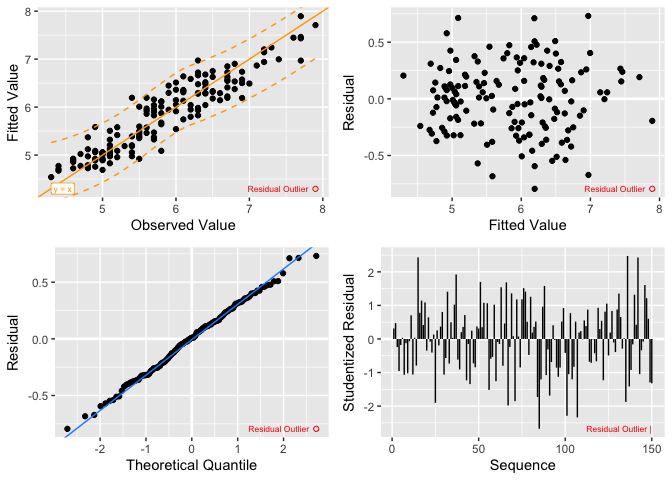 8
7
6
5
Fitted Value
y = x
Residual Outlier
5
6
7
8
Observed Value
0.5
0.0
-0.5
Residual
Residual Outlier
5
6
7
8
Fitted Value
0.5
0.0
-0.5
Residual
Residual Outlier
-2
-1
0
1
2
Theoretical Quantile
2
1
0
-1
-2
Studentized Residual
Residual Outlier |
0
50
100
150
Sequence